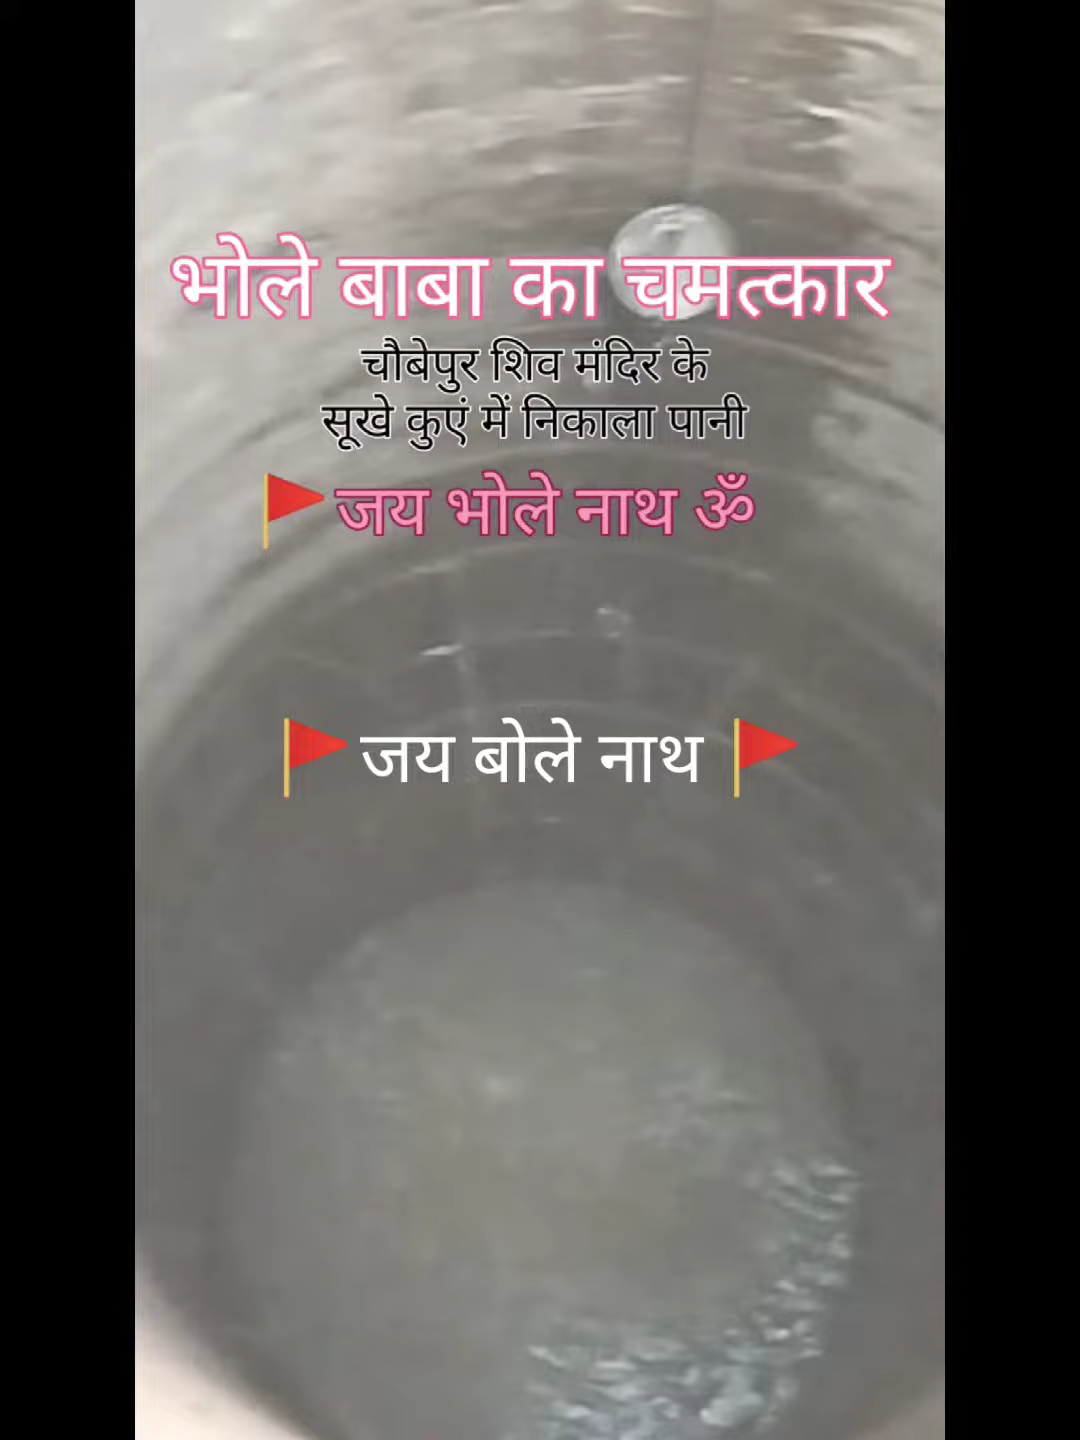 भोले बाबा का चमत्कार
चौबेपुर शिव मंदिर के
सूखे कुएं में निकाला पानी
🚩जय भोले नाथ ॐ
🚩जय बोले नाथ 🚩